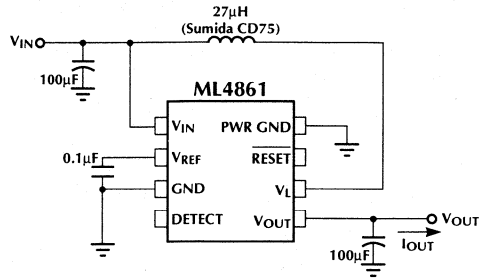 27µH
(Sumida CD75)
VIN
100µF
ML4861
VIN
PWR GND
0.1µF
VREF
RESET
GND
VL
DETECT
VOUT
VOUT
IOUT
100µF